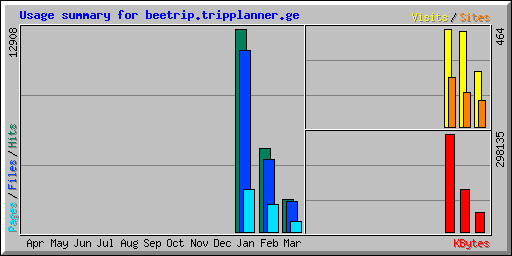 Usage summary for beetrip.tripplanner.ge
Visits/Sites
12908
464
298135
Pages/Files/Hits
Apr May Jun Jul Aug Sep Oct Nov Dec Jan Feb Mar
KBytes